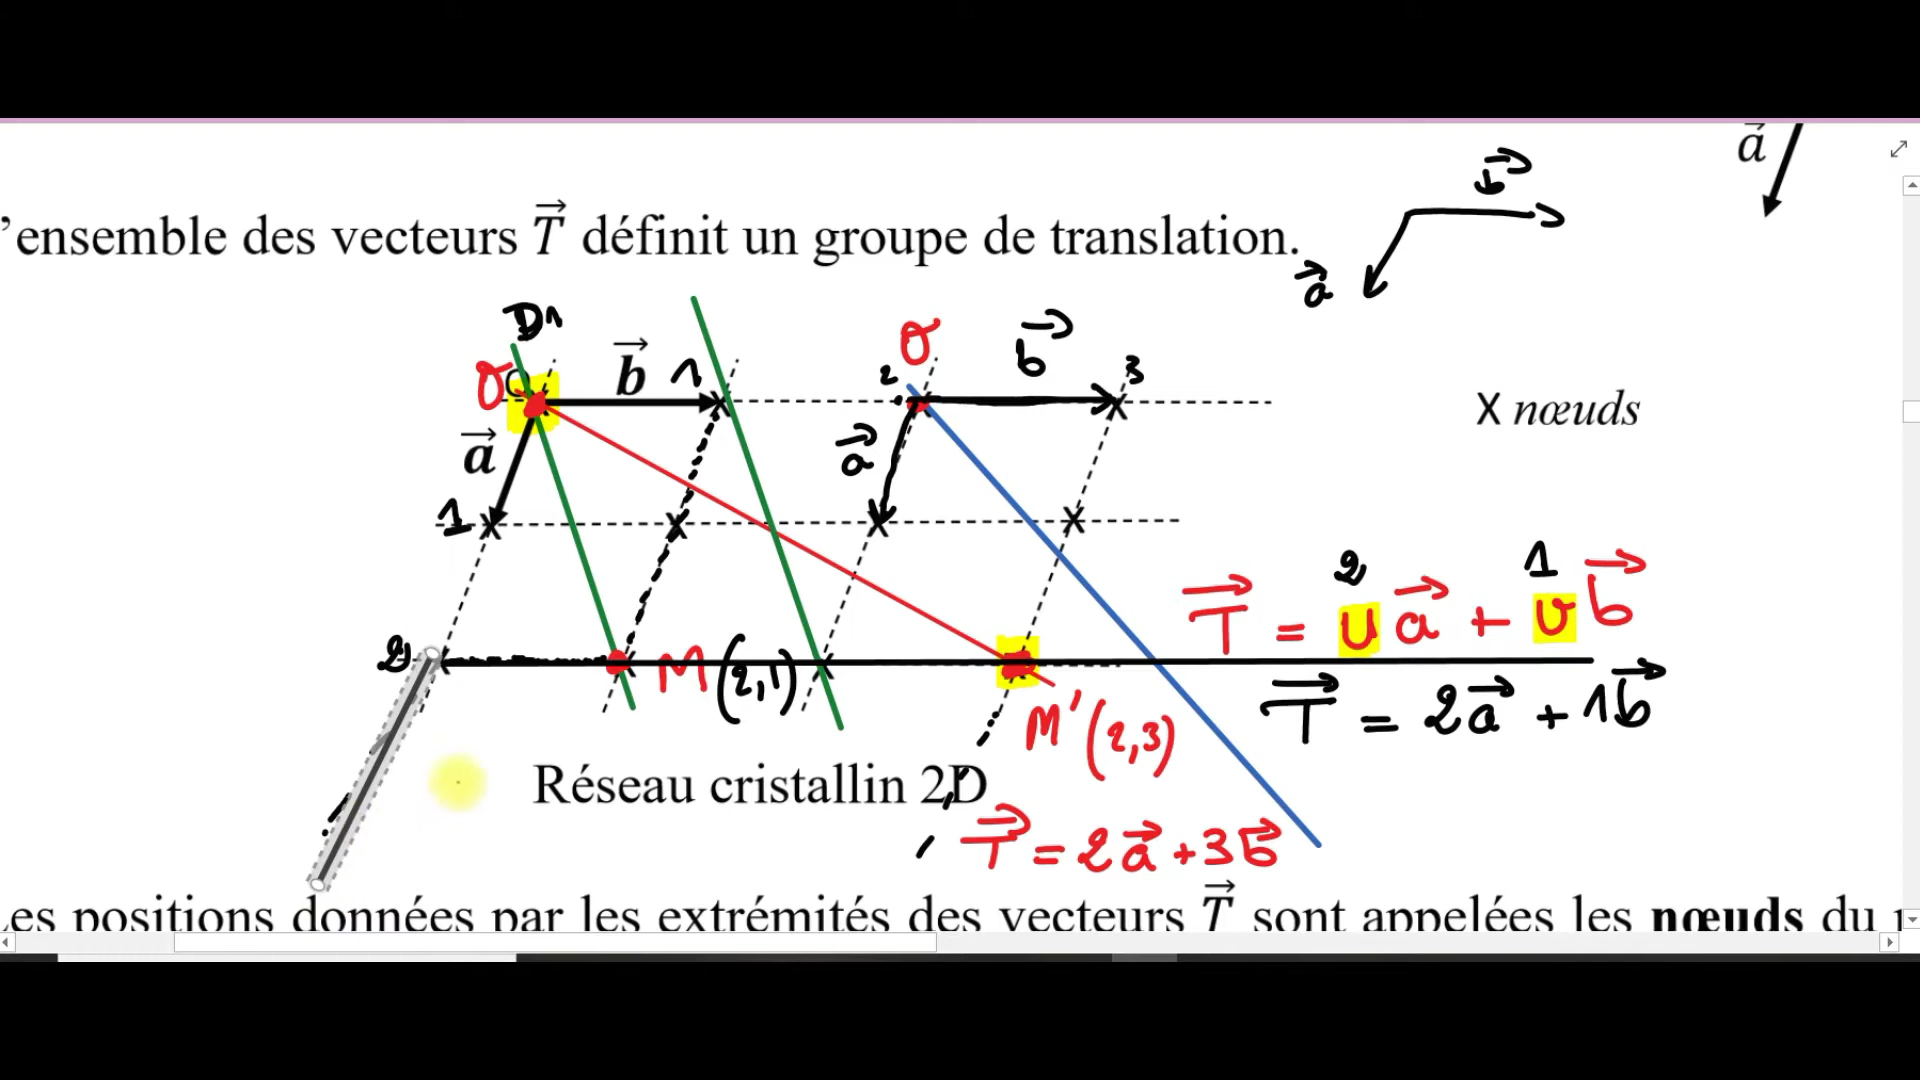 a⃗
b⃗
’ensemble des vecteurs T⃗ définit un groupe de translation.
a⃗
D1
O
b⃗ 1
O
2
b⃗
3
X nœuds
a⃗
a⃗
1
2 1
T⃗ = u a⃗ + v b⃗
2
M (2,1)
T⃗ = 2a⃗ + 1b⃗
M' (2,3)
Réseau cristallin 2D
T⃗ = 2a⃗ + 3b⃗
es positions données par les extrémités des vecteurs T⃗ sont appelées les nœuds du